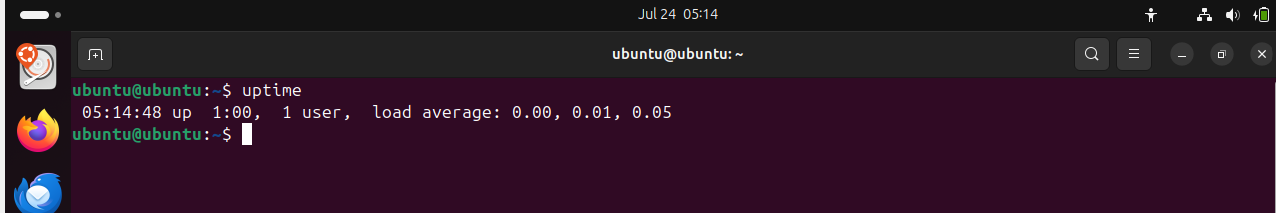 Jul 24 05:14
ubuntu@ubuntu: ~
ubuntu@ubuntu:~$ uptime
 05:14:48 up  1:00,  1 user,  load average: 0.00, 0.01, 0.05
ubuntu@ubuntu:~$